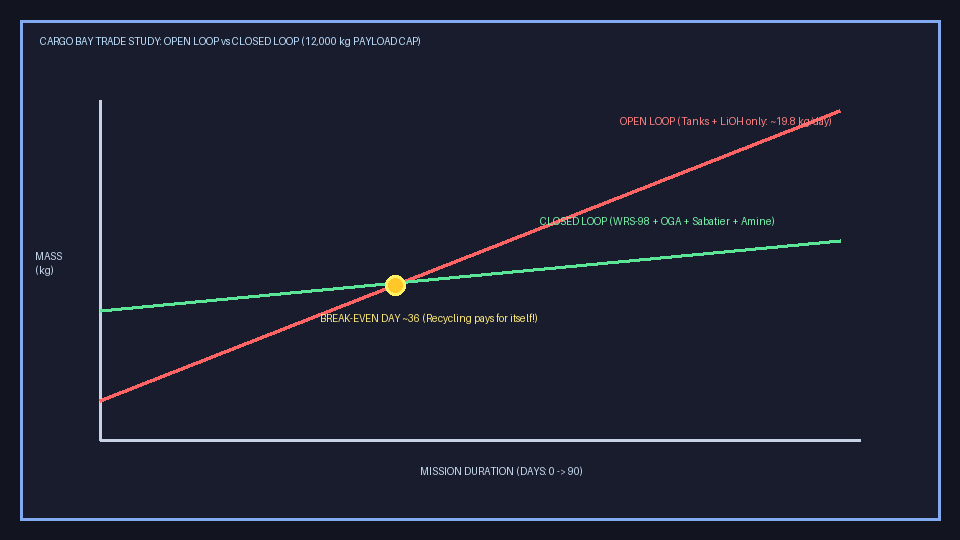 CARGO BAY TRADE STUDY: OPEN LOOP vs CLOSED LOOP (12,000 kg PAYLOAD CAP)
OPEN LOOP (Tanks + LiOH only: ~19.8 kg/day)
CLOSED LOOP (WRS-98 + OGA + Sabatier + Amine)
MASS
(kg)
BREAK-EVEN DAY ~36 (Recycling pays for itself!)
MISSION DURATION (DAYS: 0 -> 90)